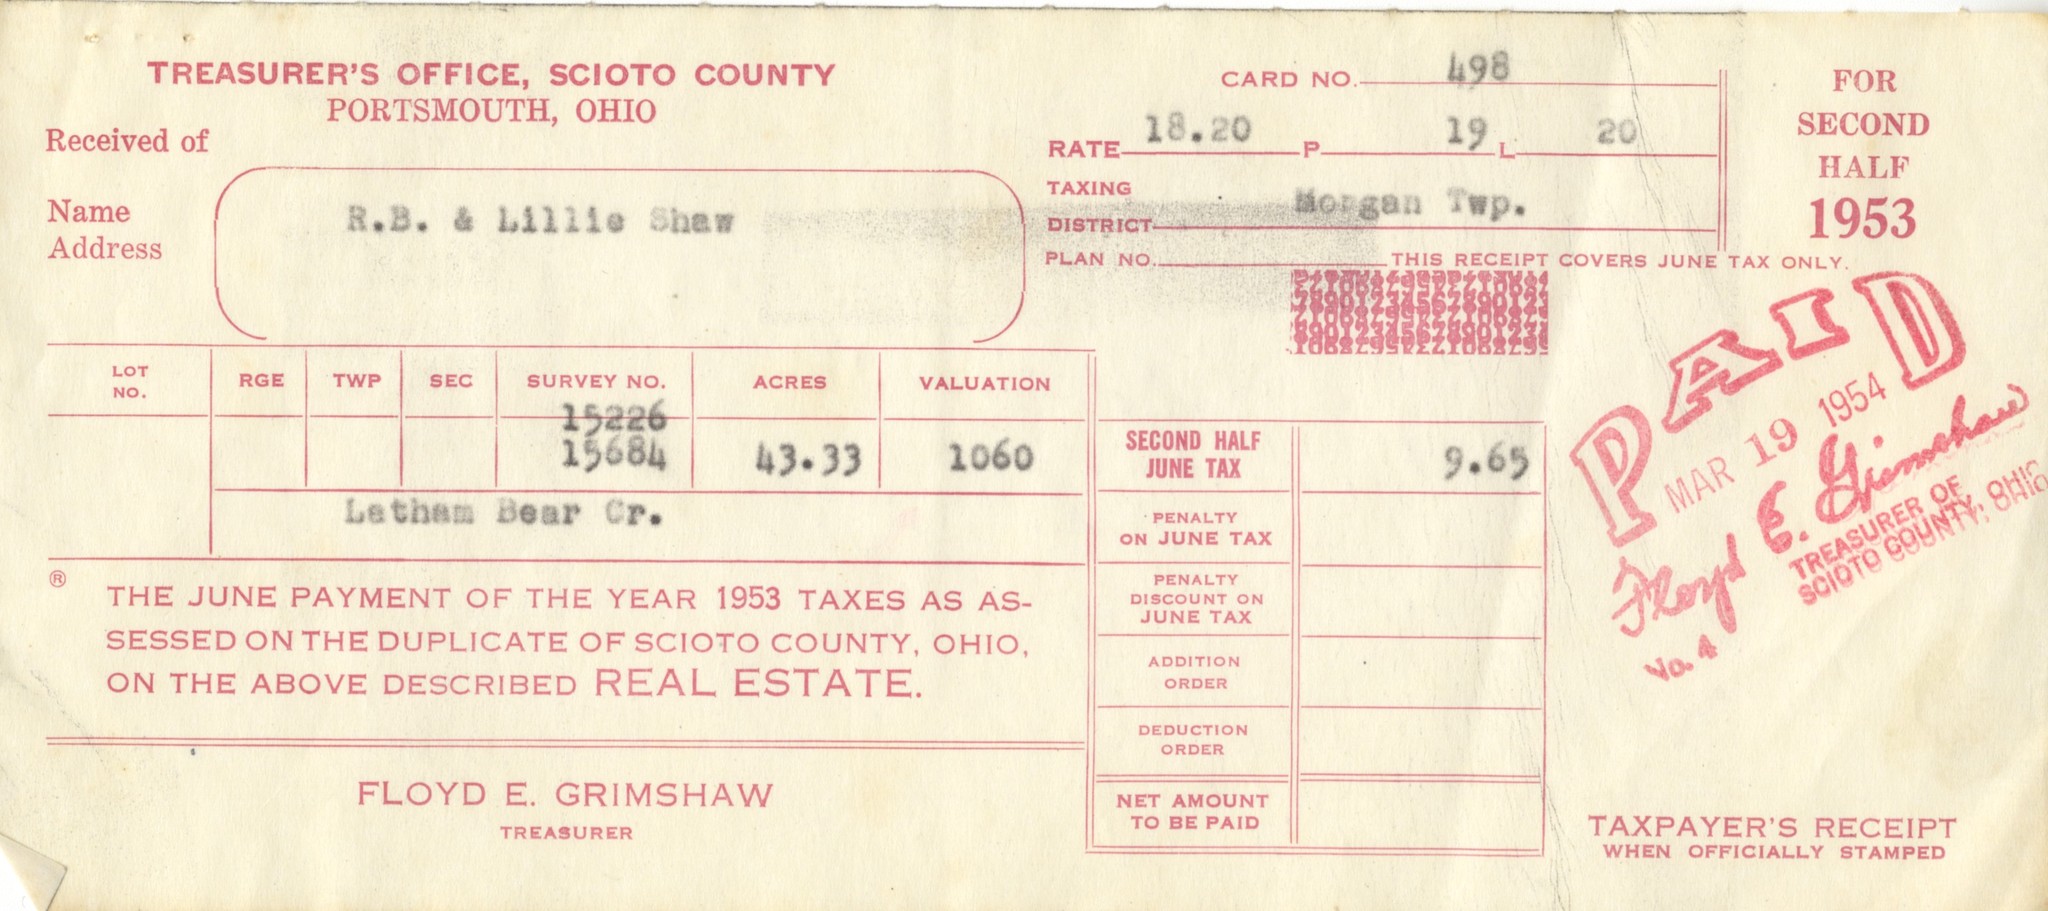 TREASURER'S OFFICE, SCIOTO COUNTY
PORTSMOUTH, OHIO
Received of
Name
Address
R.B. & Lillie Shaw
CARD NO. 498
RATE 18.20 P 19 L 20
TAXING
DISTRICT Morgan Twp.
PLAN NO. THIS RECEIPT COVERS JUNE TAX ONLY.
FOR
SECOND
HALF
1953
LOT
NO.
RGE TWP SEC SURVEY NO. ACRES VALUATION
15226
15684 43.33 1060
Latham Bear Cr.
® THE JUNE PAYMENT OF THE YEAR 1953 TAXES AS AS-
SESSED ON THE DUPLICATE OF SCIOTO COUNTY, OHIO,
ON THE ABOVE DESCRIBED REAL ESTATE.
FLOYD E. GRIMSHAW
TREASURER
SECOND HALF
JUNE TAX 9.65
PENALTY
ON JUNE TAX
PENALTY
DISCOUNT ON
JUNE TAX
ADDITION
ORDER
DEDUCTION
ORDER
NET AMOUNT
TO BE PAID
PAID
MAR 19 1954
Floyd E. Grimshaw
TREASURER OF
SCIOTO COUNTY, OHIO
No. 4
TAXPAYER'S RECEIPT
WHEN OFFICIALLY STAMPED